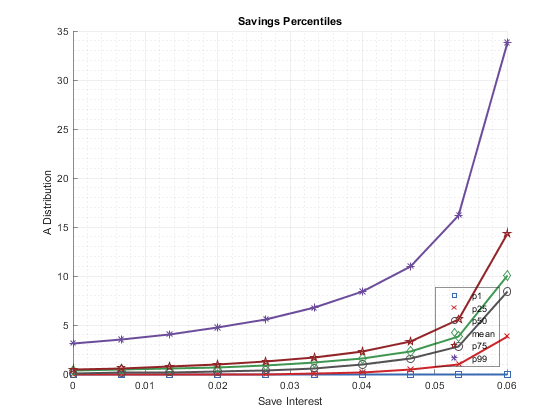 Savings Percentiles
A Distribution
35
30
25
20
15
10
5
0
0
0.01
0.02
0.03
0.04
0.05
0.06
Save Interest
p1
p25
p50
mean
p75
p99